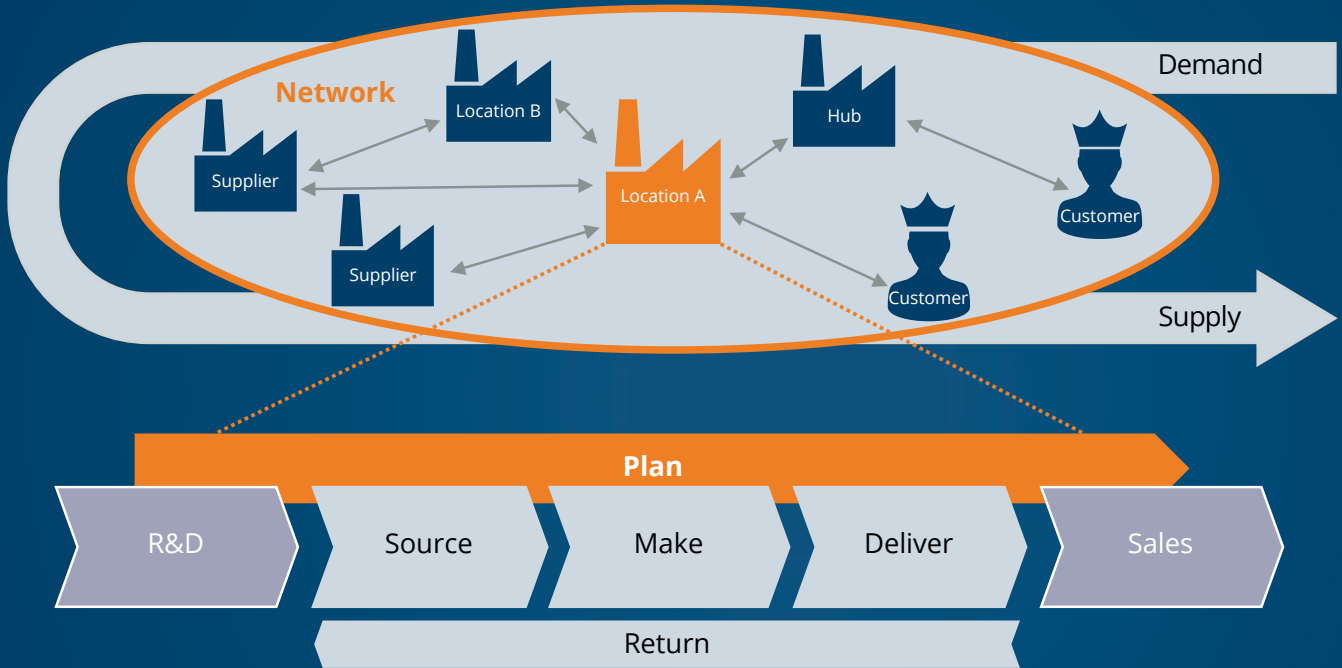 Demand
Network
Location B
Hub
Supplier
Location A
Customer
Supplier
Customer
Supply
Plan
R&D
Source
Make
Deliver
Sales
Return